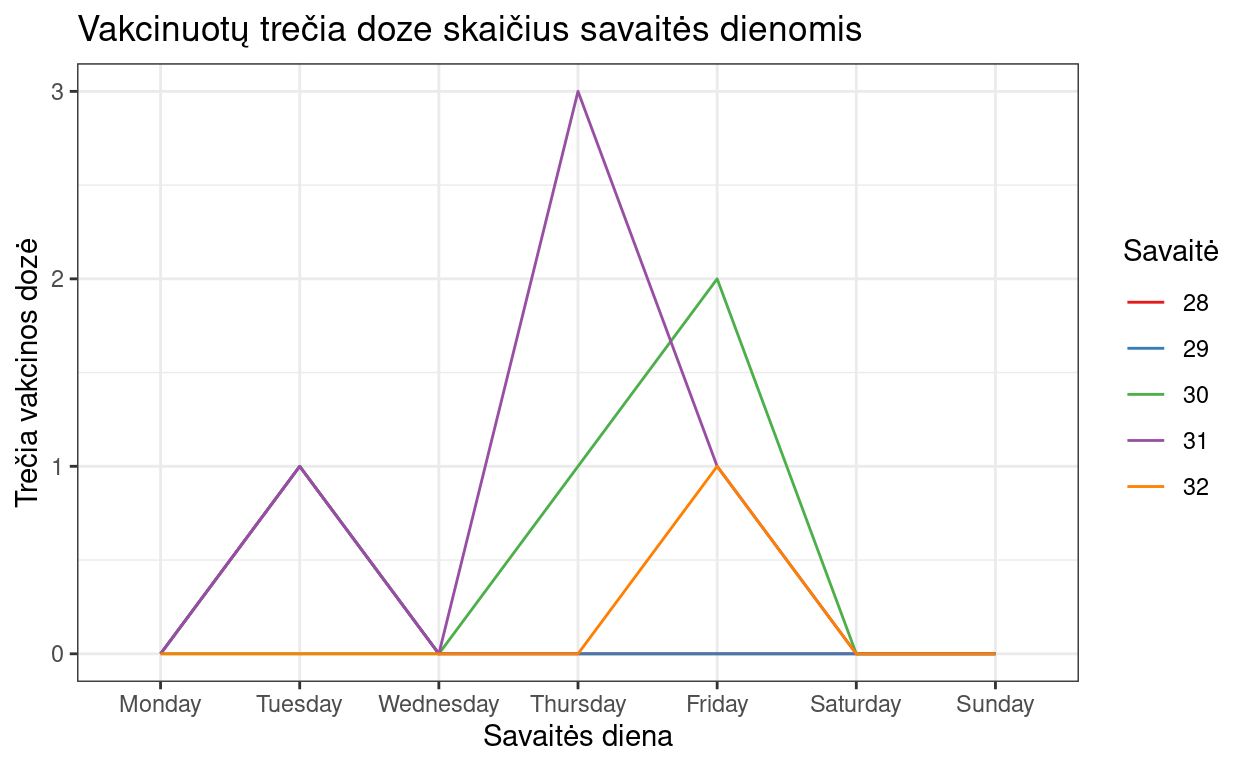 Vakcinuotų trečia doze skaičius savaitės dienomis
Trečia vakcinos dozė
3
2
1
0
Monday Tuesday Wednesday Thursday Friday Saturday Sunday
Savaitės diena
Savaitė
28
29
30
31
32